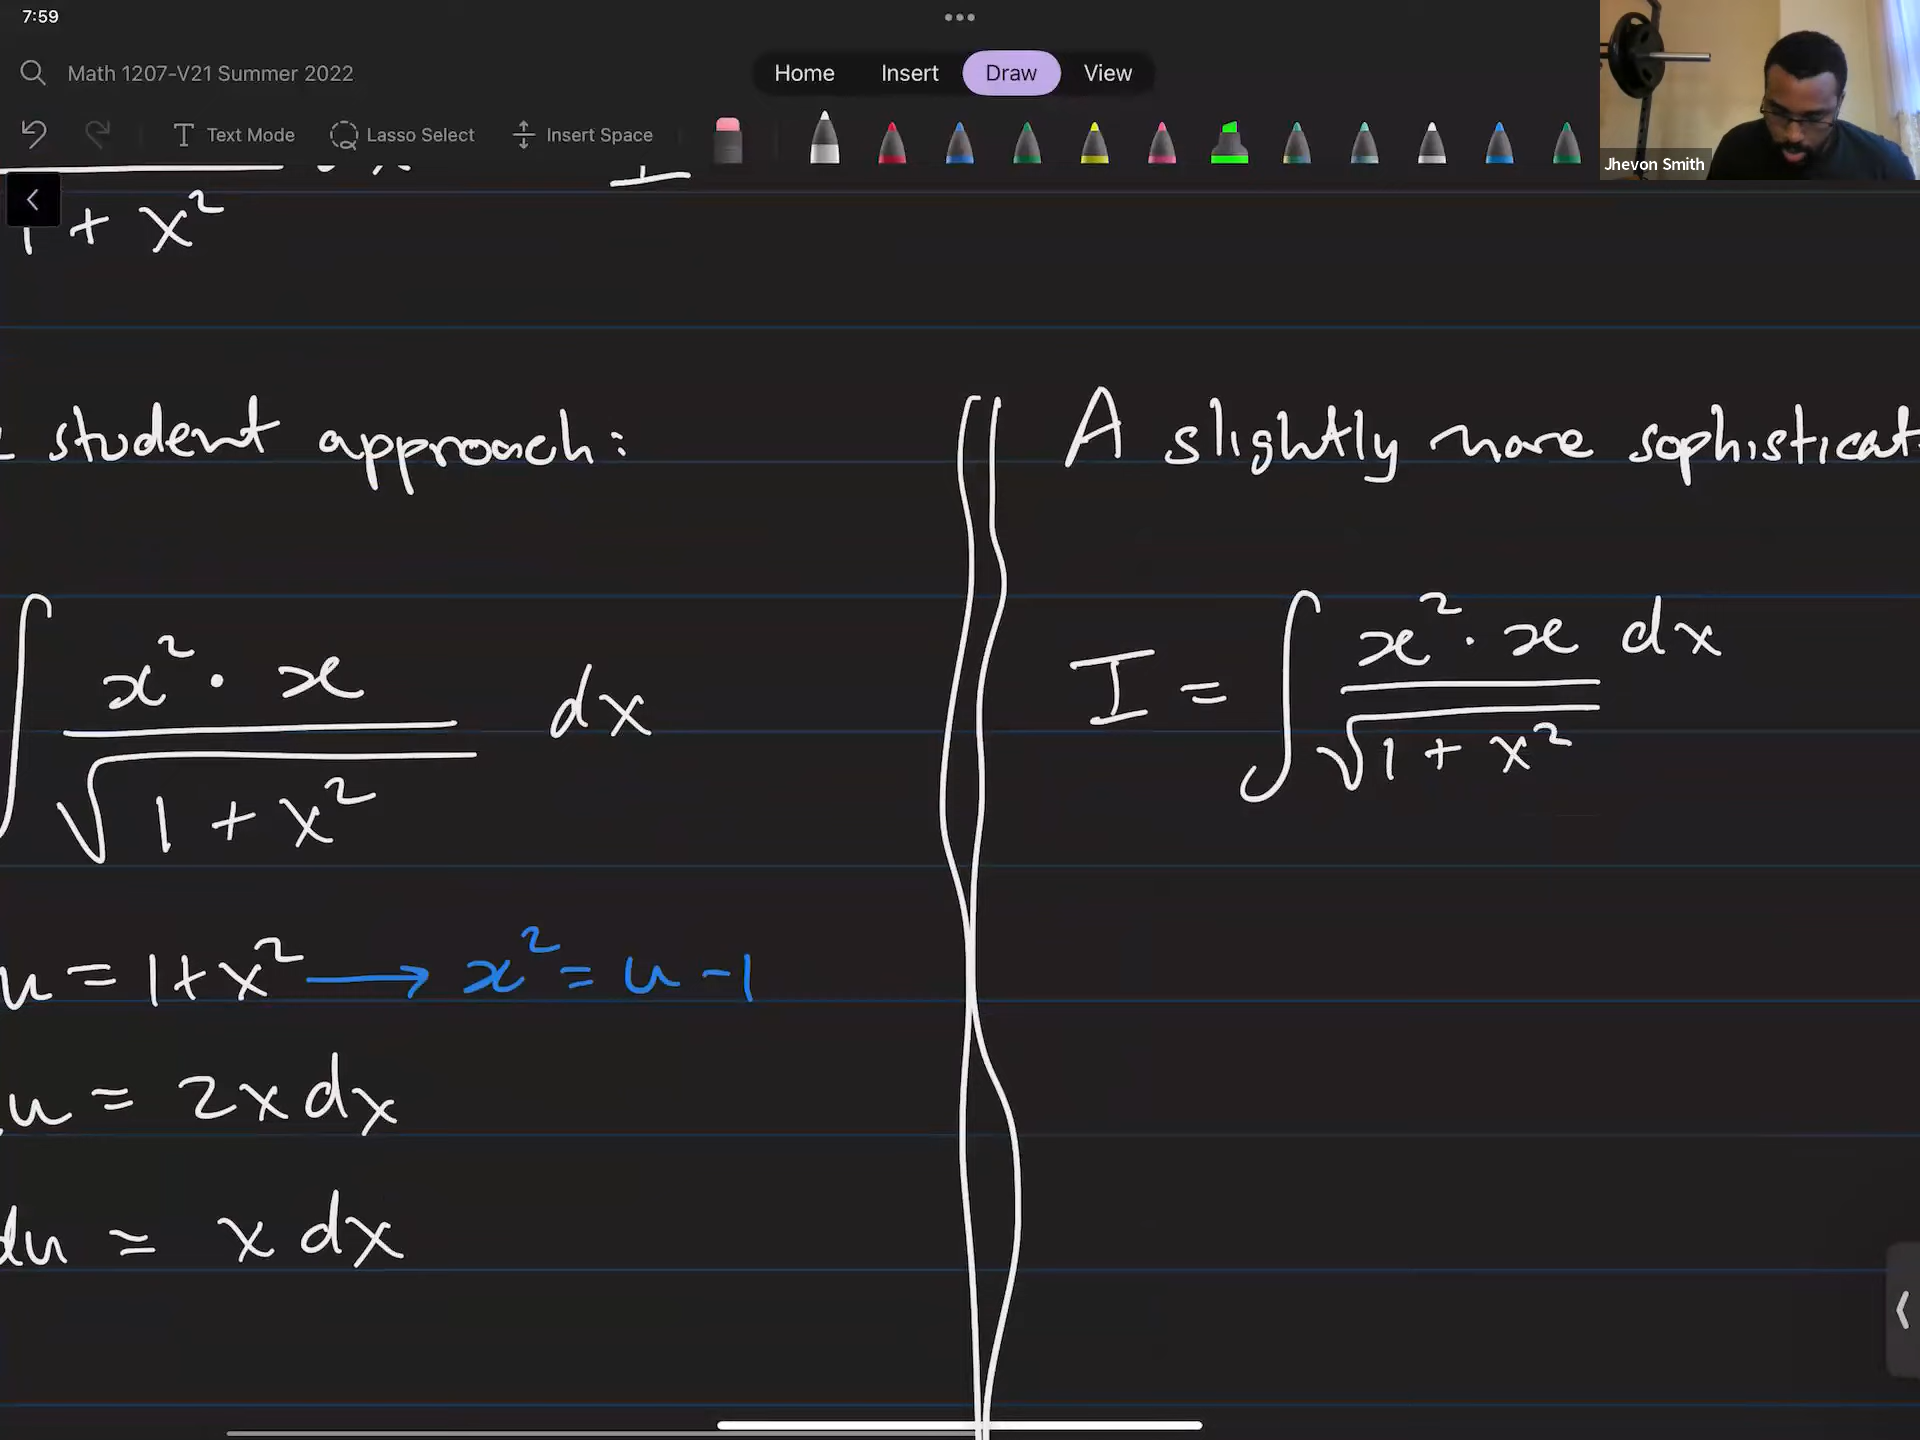 7:59
Math 1207-V21 Summer 2022
Home Insert Draw View
Text Mode Lasso Select Insert Space
Jhevon Smith
1 + x²
student approach:
∫ x² · x / √(1 + x²) dx
u = 1 + x² → x² = u - 1
u = 2x dx
du = x dx
A slightly more sophisticat
I = ∫ x² · x dx / √(1 + x²)